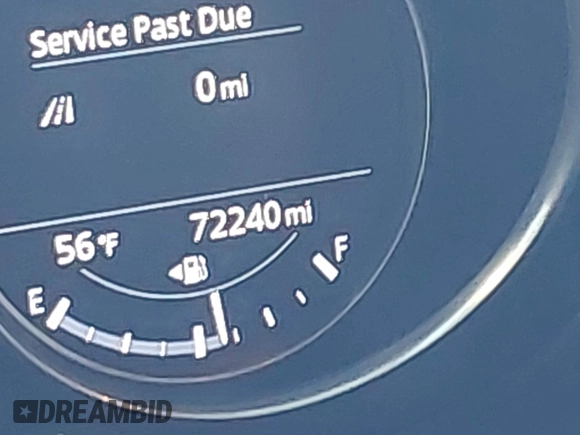 Service Past Due
0 mi
72240 mi
56°F
E
F
DREAMBID